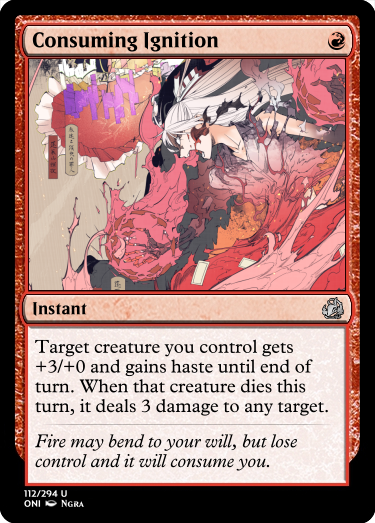 Consuming Ignition
Instant
Target creature you control gets
+3/+0 and gains haste until end of
turn. When that creature dies this
turn, it deals 3 damage to any target.
Fire may bend to your will, but lose
control and it will consume you.
112/294 U
ONI NGRA